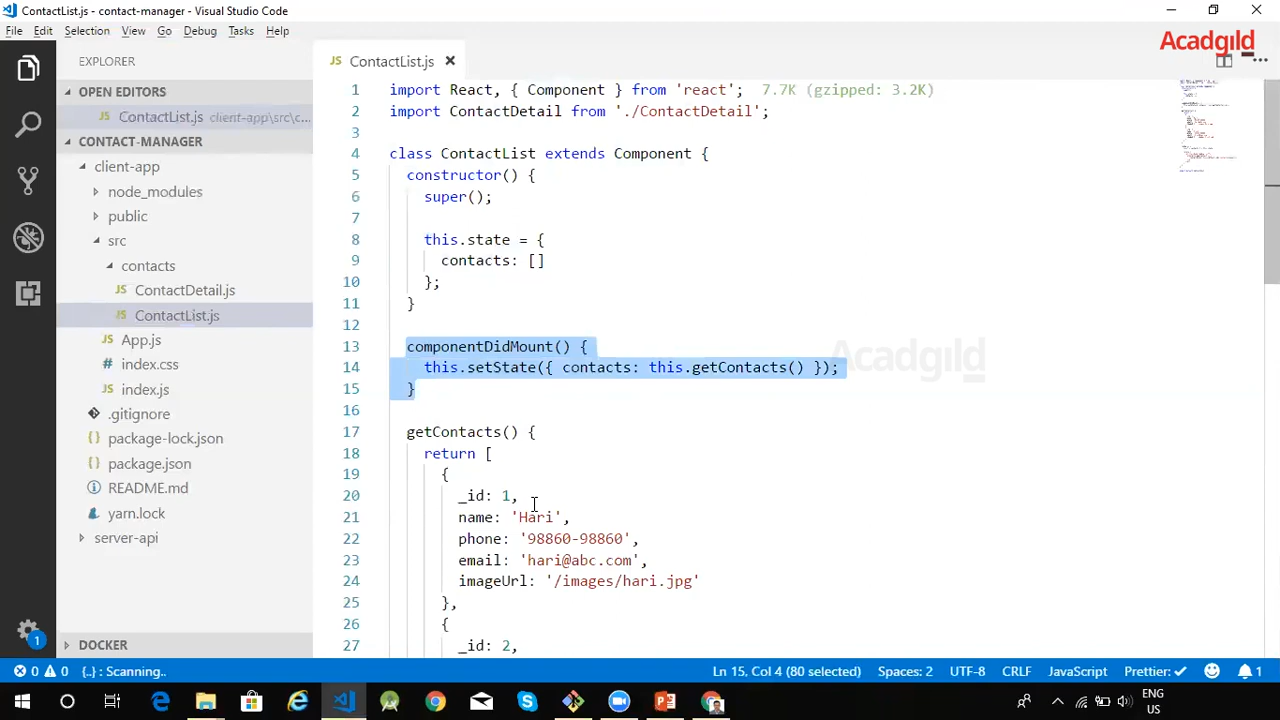 ContactList.js - contact-manager - Visual Studio Code
File Edit Selection View Go Debug Tasks Help
Acadgild
EXPLORER
ContactList.js
OPEN EDITORS
ContactList.js client-app\src\c...
CONTACT-MANAGER
client-app
node_modules
public
src
contacts
ContactDetail.js
ContactList.js
App.js
index.css
index.js
.gitignore
package-lock.json
package.json
README.md
yarn.lock
server-api
DOCKER
1 import React, { Component } from 'react'; 7.7K (gzipped: 3.2K)
2 import ContactDetail from './ContactDetail';
3
4 class ContactList extends Component {
5 constructor() {
6 super();
7
8 this.state = {
9 contacts: []
10 };
11 }
12
13 componentDidMount() {
14 this.setState({ contacts: this.getContacts() });
15 }
16
17 getContacts() {
18 return [
19 {
20 _id: 1,
21 name: 'Hari',
22 phone: '98860-98860',
23 email: 'hari@abc.com',
24 imageUrl: '/images/hari.jpg'
25 },
26 {
27 _id: 2,
Acadgild
1
0 0 {..} : Scanning.. Ln 15, Col 4 (80 selected) Spaces: 2 UTF-8 CRLF JavaScript Prettier: ✓ 1
ENG
US